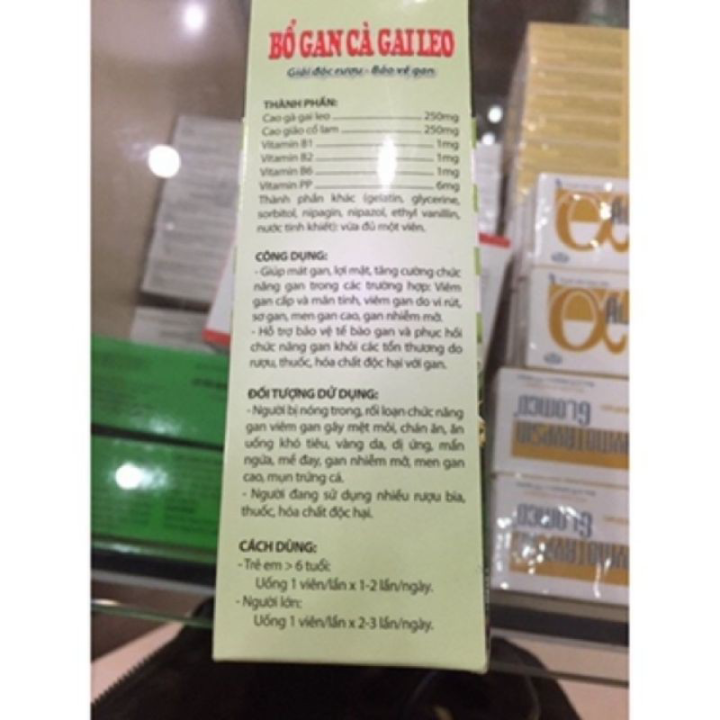 BỔ GAN CÀ GAI LEO
Giải độc rượu - Bảo vệ gan
THÀNH PHẦN:
Cao gà gai leo 250mg
Cao giảo cổ lam 250mg
Vitamin B1 1mg
Vitamin B2 1mg
Vitamin B6 1mg
Vitamin PP 6mg
Thành phần khác (gelatin, glycerine,
sorbitol, nipagin, nipazol, ethyl vanillin,
nước tinh khiết): vừa đủ một viên.
CÔNG DỤNG:
- Giúp mát gan, lợi mật, tăng cường chức
năng gan trong các trường hợp: Viêm
gan cấp và mãn tính, viêm gan do vi rút,
sơ gan, men gan cao, gan nhiễm mỡ.
- Hỗ trợ bảo vệ tế bào gan và phục hồi
chức năng gan khỏi các tổn thương do
rượu, thuốc, hóa chất độc hại với gan.
ĐỐI TƯỢNG DỬ DỤNG:
- Người bị nóng trong, rối loạn chức năng
gan viêm gan gây mệt mỏi, chán ăn, ăn
uống khó tiêu, vàng da, dị ứng, mẩn
ngứa, mề đay, gan nhiễm mỡ, men gan
cao, mụn trứng cá.
- Người đang sử dụng nhiều rượu bia,
thuốc, hóa chất độc hại.
CÁCH DÙNG:
- Trẻ em > 6 tuổi:
Uống 1 viên/lần x 1-2 lần/ngày.
- Người lớn:
Uống 1 viên/lần x 2-3 lần/ngày.
GLOMED
GLOMED